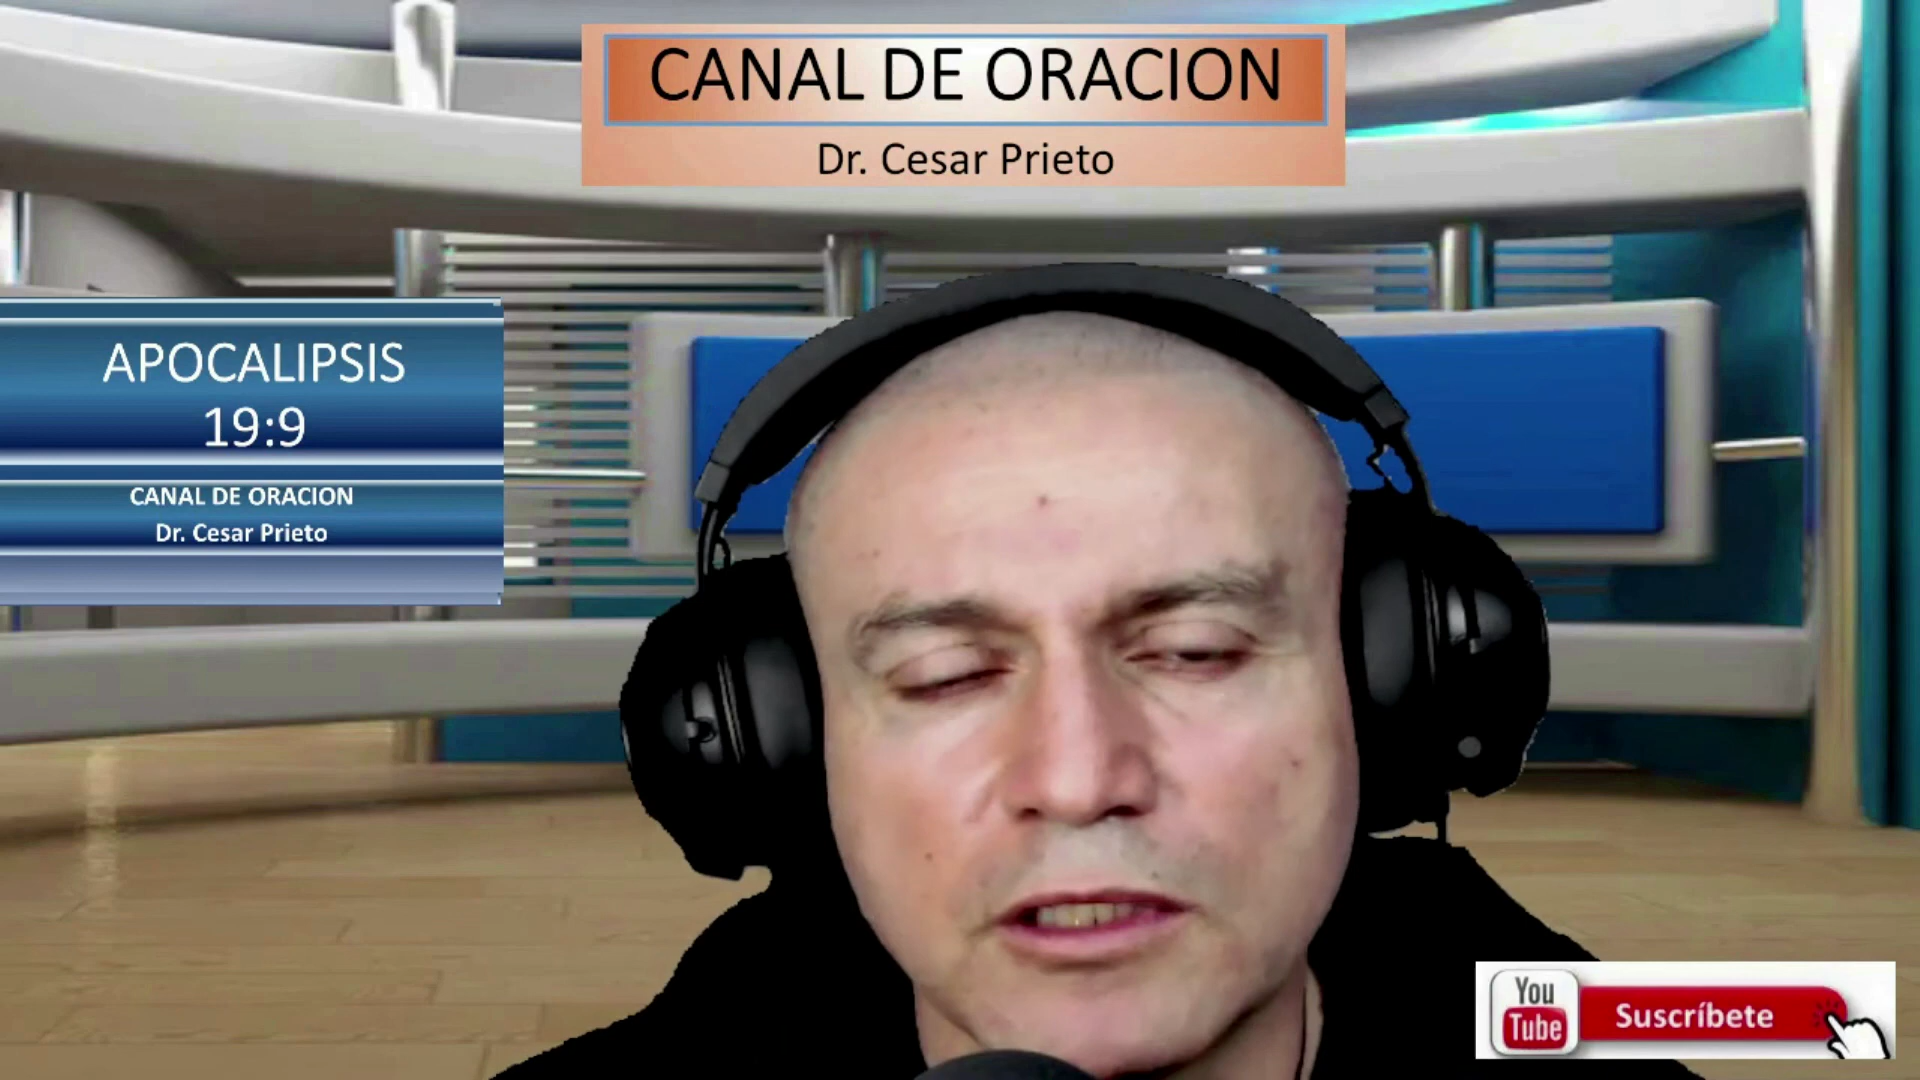 CANAL DE ORACION
Dr. Cesar Prieto
APOCALIPSIS
19:9
CANAL DE ORACION
Dr. Cesar Prieto
You
Tube
Suscríbete